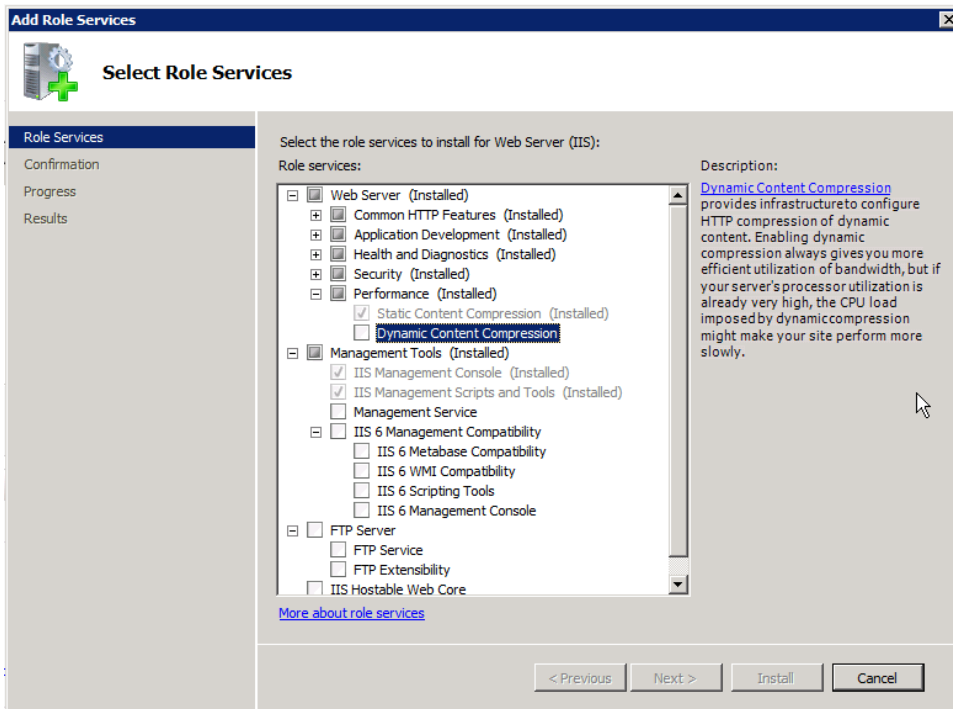 Add Role Services
Select Role Services
Role Services
Confirmation
Progress
Results
Select the role services to install for Web Server (IIS):
Role services:
Web Server (Installed)
Common HTTP Features (Installed)
Application Development (Installed)
Health and Diagnostics (Installed)
Security (Installed)
Performance (Installed)
Static Content Compression (Installed)
Dynamic Content Compression
Management Tools (Installed)
IIS Management Console (Installed)
IIS Management Scripts and Tools (Installed)
Management Service
IIS 6 Management Compatibility
IIS 6 Metabase Compatibility
IIS 6 WMI Compatibility
IIS 6 Scripting Tools
IIS 6 Management Console
FTP Server
FTP Service
FTP Extensibility
IIS Hostable Web Core
More about role services
Description:
Dynamic Content Compression
provides infrastructureto configure
HTTP compression of dynamic
content. Enabling dynamic
compression always givesyou more
efficient utilization of bandwidth, but if
your server'sprocessor utilization is
already very high, the CPU load
imposed by dynamiccompression
might make your site perform more
slowly.
< Previous
Next >
Install
Cancel